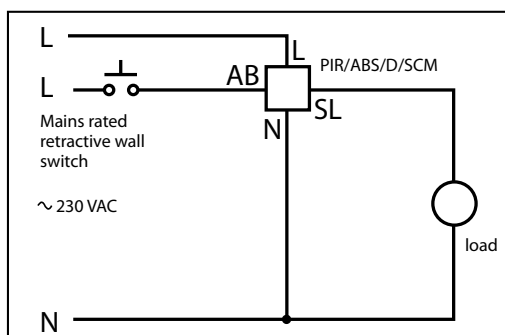 L
L
PIR/ABS/D/SCM
L
AB
SL
N
Mains rated
retractive wall
switch
~ 230 VAC
load
N